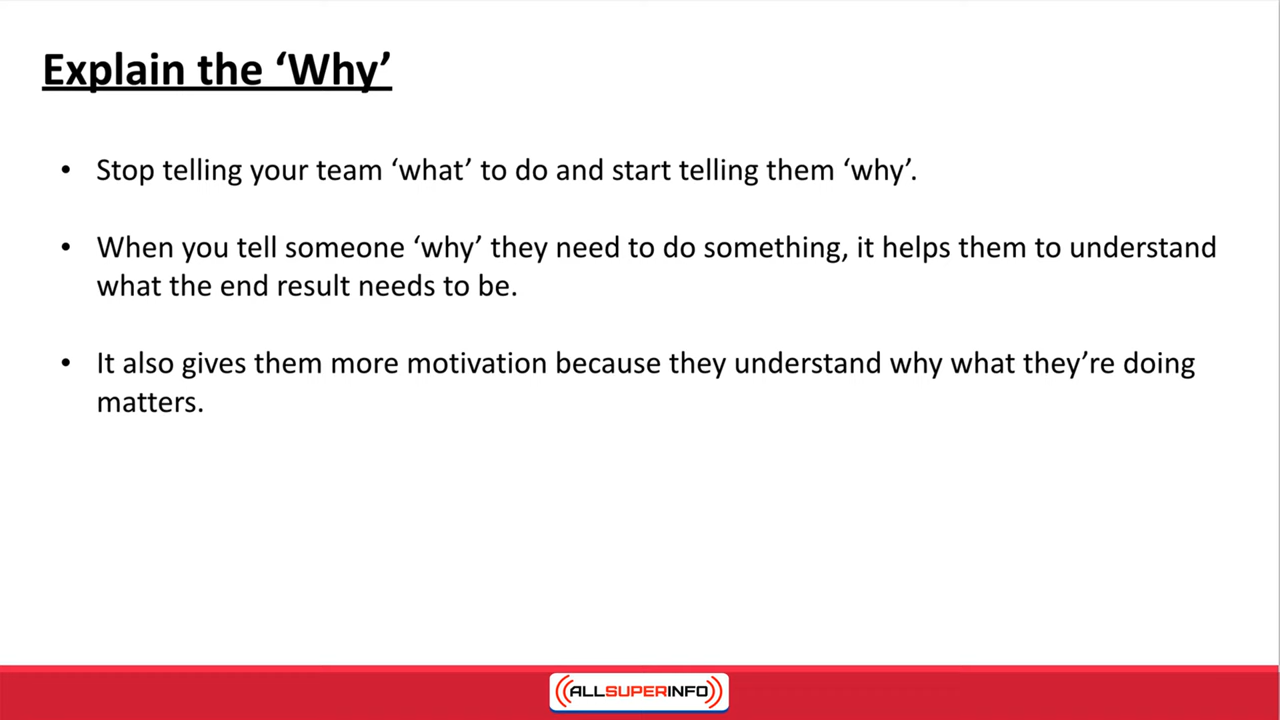 Explain the ‘Why’
• Stop telling your team ‘what’ to do and start telling them ‘why’.
• When you tell someone ‘why’ they need to do something, it helps them to understand
what the end result needs to be.
• It also gives them more motivation because they understand why what they’re doing
matters.
ALLSUPERINFO